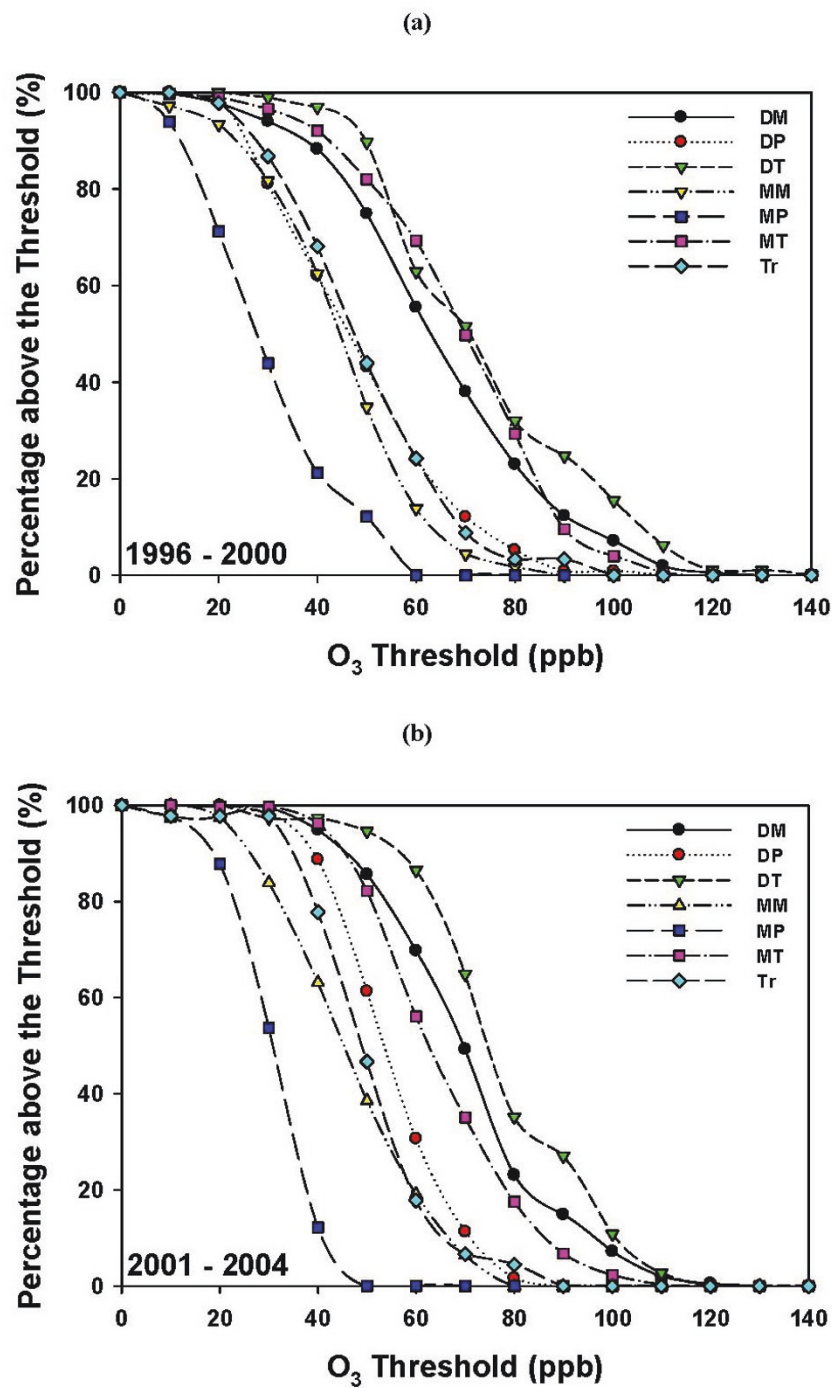 (a)
Percentage above the Threshold (%)
100
80
60
40
20
0
DM
DP
DT
MM
MP
MT
Tr
1996 - 2000
0 20 40 60 80 100 120 140
O₃ Threshold (ppb)
(b)
Percentage above the Threshold (%)
100
80
60
40
20
0
DM
DP
DT
MM
MP
MT
Tr
2001 - 2004
0 20 40 60 80 100 120 140
O₃ Threshold (ppb)